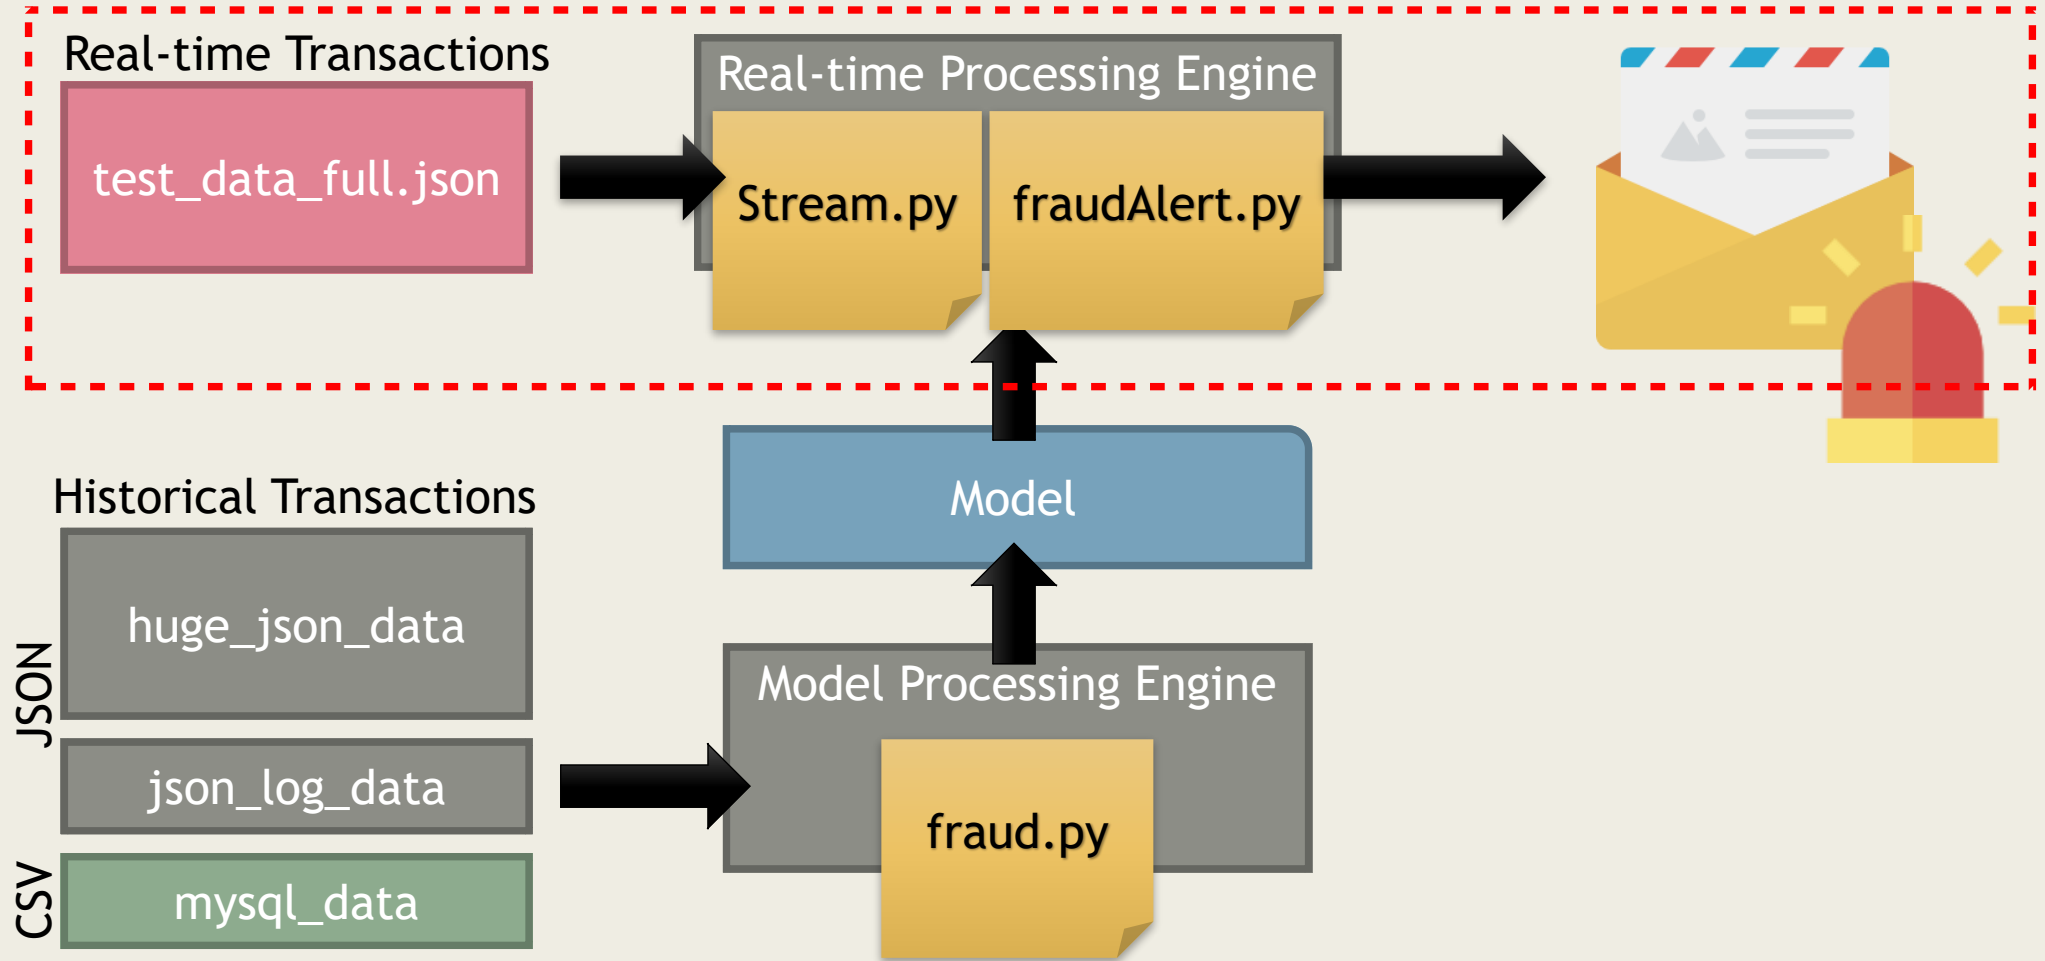 Real-time Transactions
test_data_full.json
Real-time Processing Engine
Stream.py
fraudAlert.py
Model
Historical Transactions
JSON
huge_json_data
json_log_data
CSV
mysql_data
Model Processing Engine
fraud.py